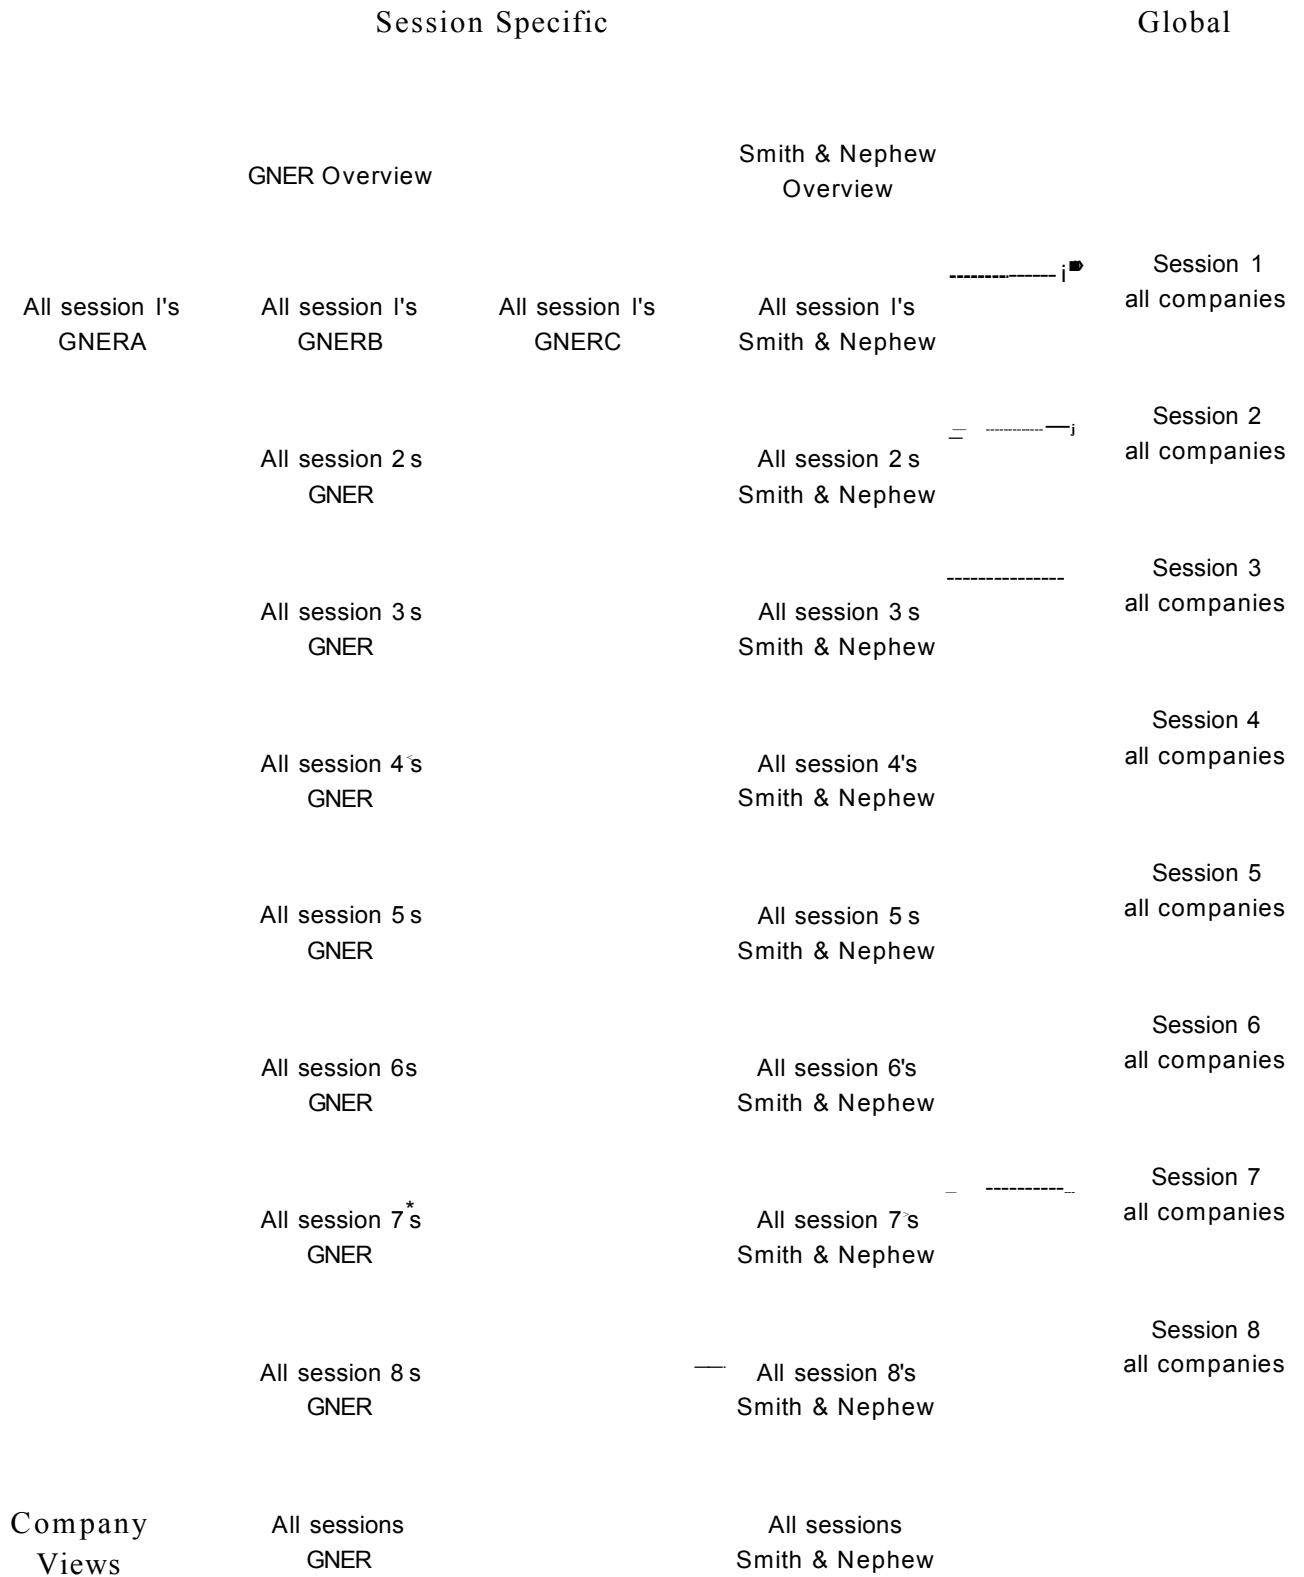 Session Specific
Global
GNER Overview
Smith & Nephew
Overview
Session 1
all companies
All session I's
GNERA
All session I's
GNERB
All session I's
GNERC
All session I's
Smith & Nephew
Session 2
all companies
All session 2 s
GNER
All session 2 s
Smith & Nephew
Session 3
all companies
All session 3 s
GNER
All session 3 s
Smith & Nephew
Session 4
all companies
All session 4's
GNER
All session 4's
Smith & Nephew
Session 5
all companies
All session 5 s
GNER
All session 5 s
Smith & Nephew
Session 6
all companies
All session 6s
GNER
All session 6's
Smith & Nephew
Session 7
all companies
All session 7's
GNER
All session 7's
Smith & Nephew
Session 8
all companies
All session 8 s
GNER
All session 8's
Smith & Nephew
Company
Views
All sessions
GNER
All sessions
Smith & Nephew